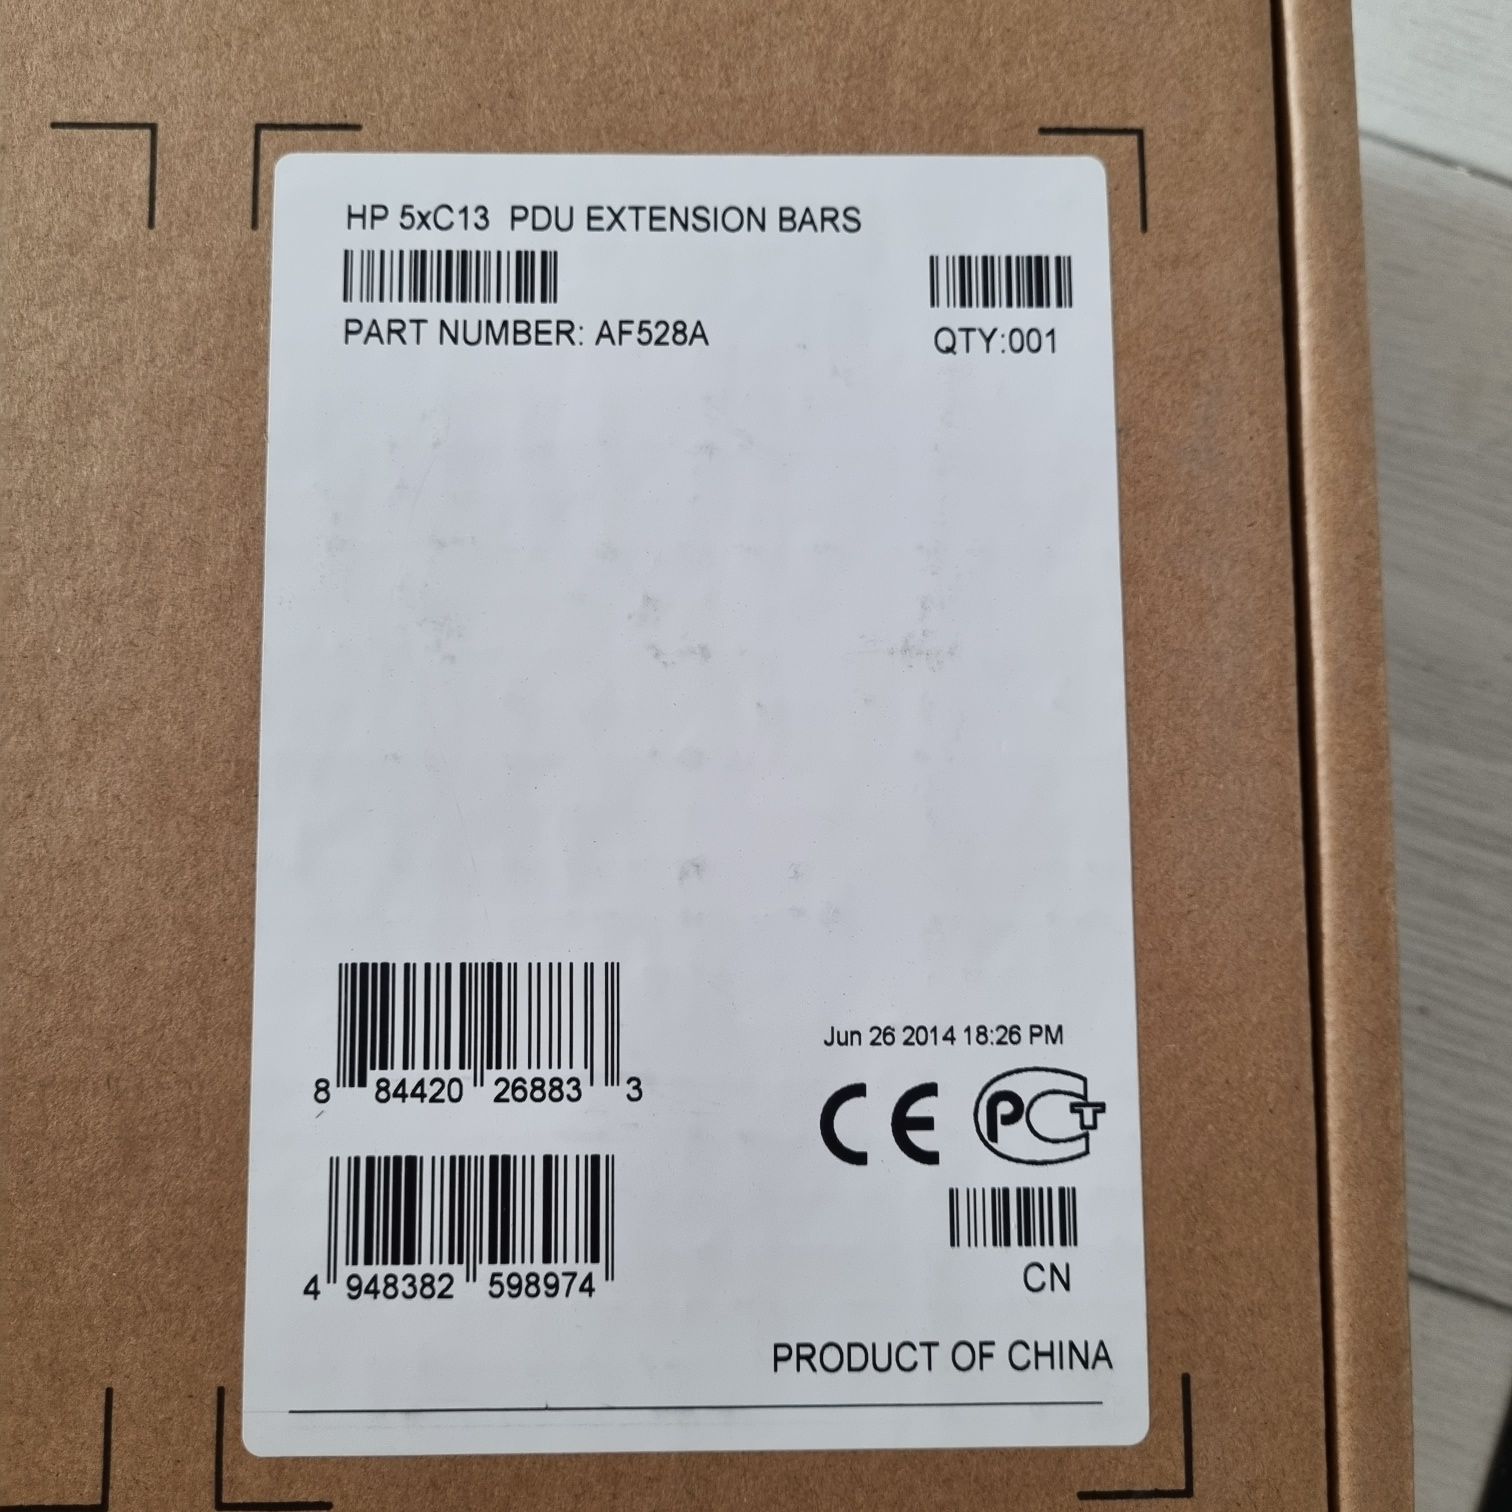 HP 5xC13 PDU EXTENSION BARS
PART NUMBER: AF528A
QTY:001
8 84420 26883 3
Jun 26 2014 18:26 PM
CE PCT
4 948382 598974
CN
PRODUCT OF CHINA